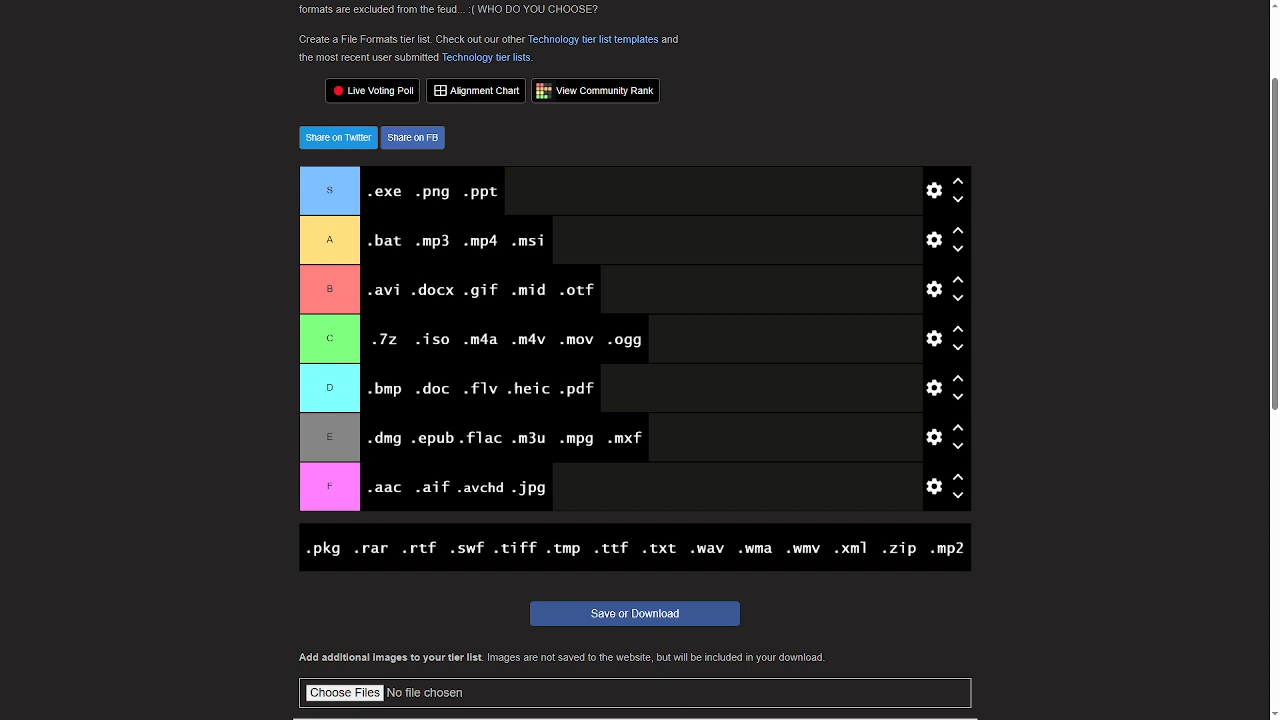 formats are excluded from the feud... :( WHO DO YOU CHOOSE?
Create a File Formats tier list. Check out our other Technology tier list templates and
the most recent user submitted Technology tier lists.
Live Voting Poll Alignment Chart View Community Rank
Share on Twitter Share on FB
S .exe .png .ppt
A .bat .mp3 .mp4 .msi
B .avi .docx .gif .mid .otf
C .7z .iso .m4a .m4v .mov .ogg
D .bmp .doc .flv .heic .pdf
E .dmg .epub .flac .m3u .mpg .mxf
F .aac .aif .avchd .jpg
.pkg .rar .rtf .swf .tiff .tmp .ttf .txt .wav .wma .wmv .xml .zip .mp2
Save or Download
Add additional images to your tier list. Images are not saved to the website, but will be included in your download.
Choose Files No file chosen